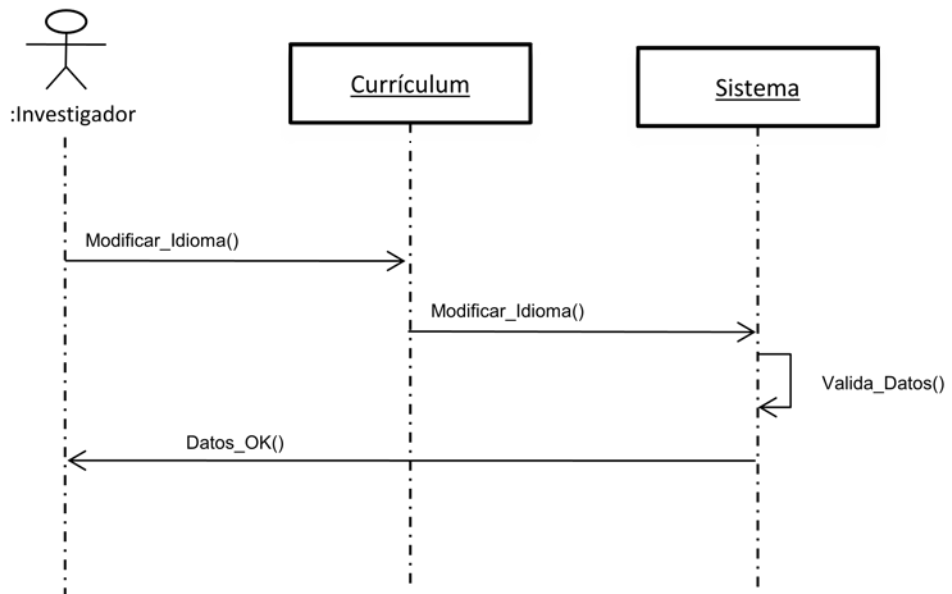 :Investigador
Currículum
Sistema
Modificar_Idioma()
Modificar_Idioma()
Valida_Datos()
Datos_OK()